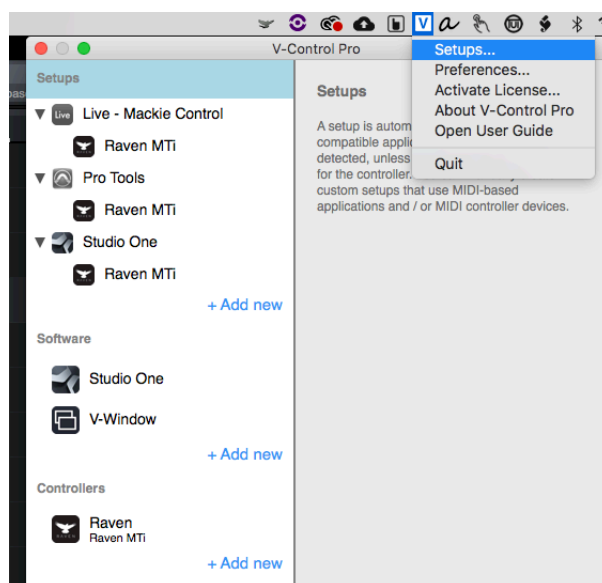 V-Control Pro
Setups...
Preferences...
Activate License...
About V-Control Pro
Open User Guide
Quit
Setups
Live
Live - Mackie Control
Raven MTi
Pro Tools
Raven MTi
Studio One
Raven MTi
+ Add new
Software
Studio One
V-Window
+ Add new
Controllers
Raven
Raven MTi
+ Add new
Setups
A setup is autom
compatible applic
detected, unless
for the controller.
custom setups that use MIDI-based
applications and / or MIDI controller devices.